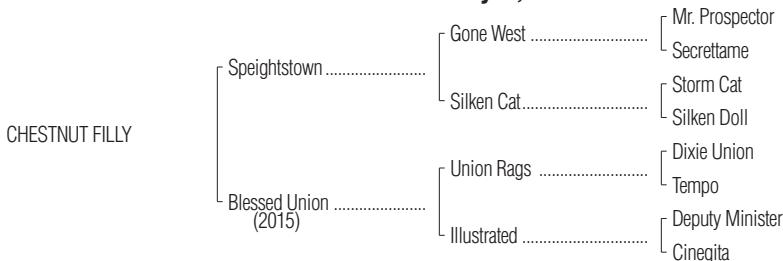 Mr. Prospector
Gone West ..............................
Secrettame
Speightstown .........................
Storm Cat
Silken Cat................................
Silken Doll
CHESTNUT FILLY
Dixie Union
Union Rags ............................
Tempo
Blessed Union .......................
(2015)
Deputy Minister
Illustrated ................................
Cinegita